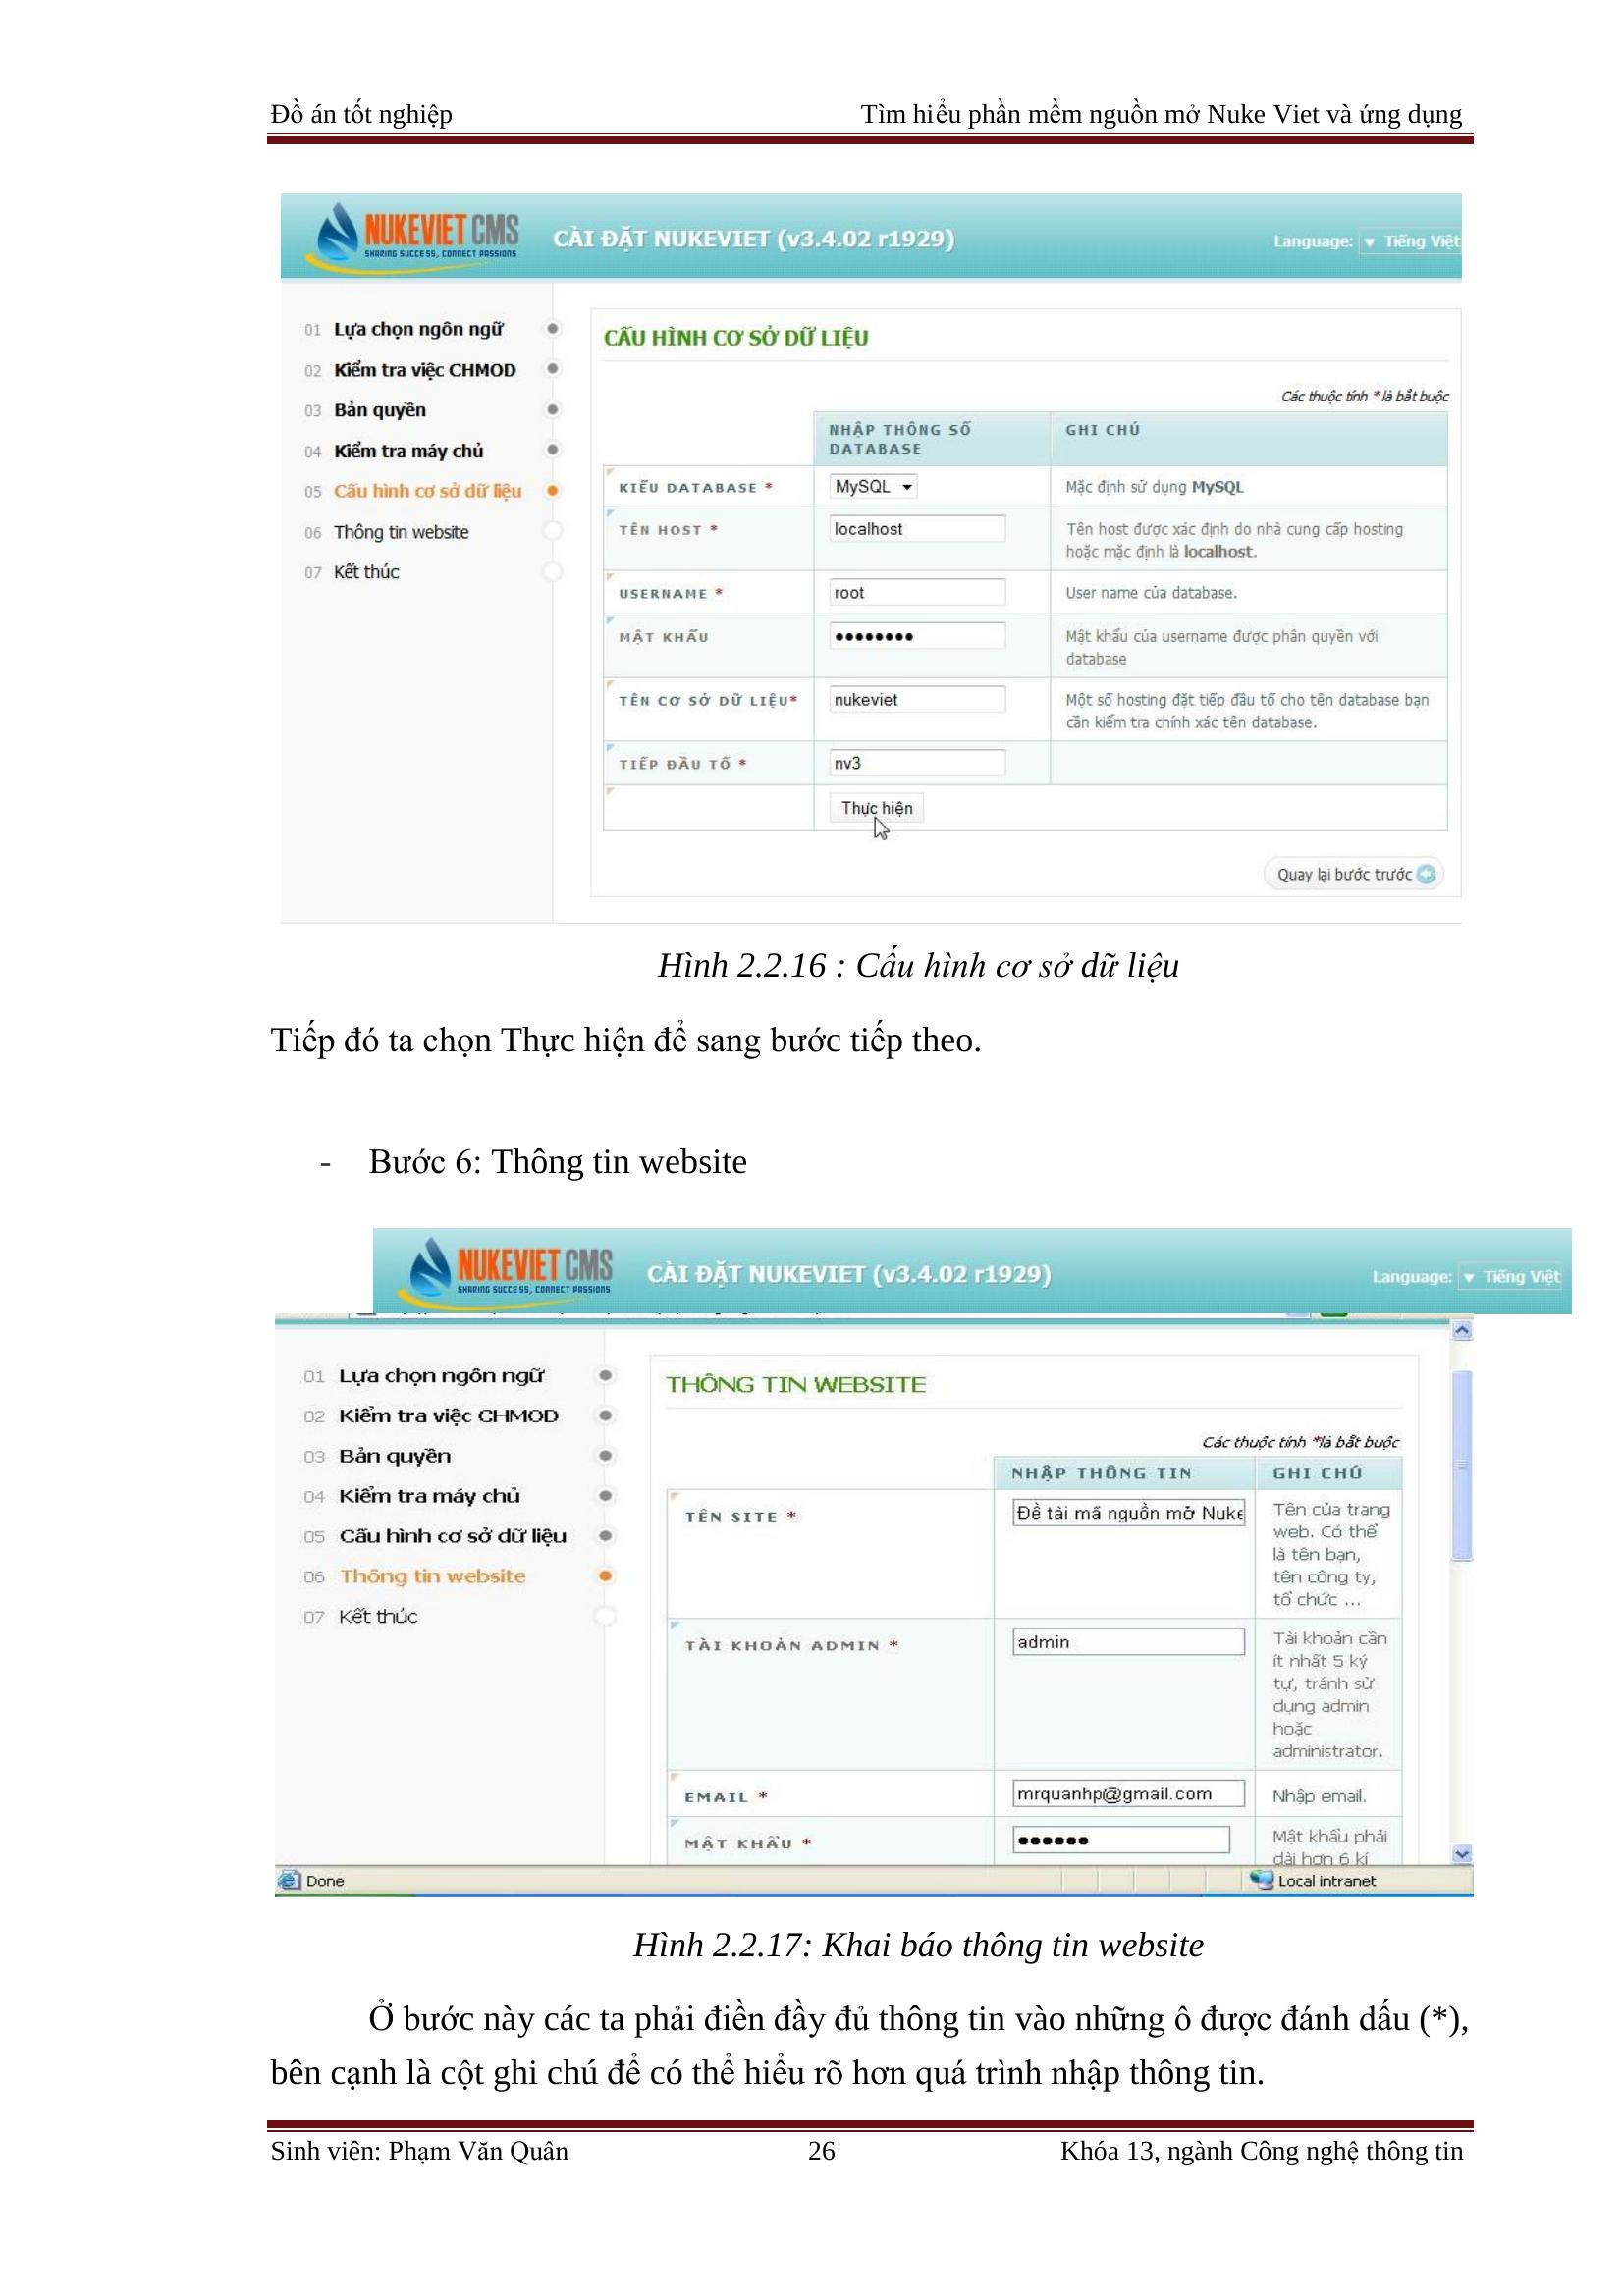 Đồ án tốt nghiệp
Tìm hiểu phần mềm nguồn mở Nuke Viet và ứng dụng
NUKEVIET CMS
SHARING SUCCESS, CONNECT PASSIONS
CÀI ĐẶT NUKEVIET (v3.4.02 r1929)
Language: ▼ Tiếng Việt
01 Lựa chọn ngôn ngữ
02 Kiểm tra việc CHMOD
03 Bản quyền
04 Kiểm tra máy chủ
05 Cấu hình cơ sở dữ liệu
06 Thông tin website
07 Kết thúc
CẤU HÌNH CƠ SỞ DỮ LIỆU
Các thuộc tính * là bắt buộc
NHẬP THÔNG SỐ
DATABASE
GHI CHÚ
KIỂU DATABASE *
MySQL
Mặc định sử dụng MySQL
TÊN HOST *
localhost
Tên host được xác định do nhà cung cấp hosting
hoặc mặc định là localhost.
USERNAME *
root
User name của database.
MẬT KHẨU
••••••••
Mật khẩu của username được phân quyền với
database
TÊN CƠ SỞ DỮ LIỆU*
nukeviet
Một số hosting đặt tiếp đầu tố cho tên database bạn
cần kiểm tra chính xác tên database.
TIẾP ĐẦU TỐ *
nv3
Thực hiện
Quay lại bước trước
Hình 2.2.16 : Cấu hình cơ sở dữ liệu
Tiếp đó ta chọn Thực hiện để sang bước tiếp theo.
- Bước 6: Thông tin website
NUKEVIET CMS
SHARING SUCCESS, CONNECT PASSIONS
CÀI ĐẶT NUKEVIET (v3.4.02 r1929)
Language: ▼ Tiếng Việt
01 Lựa chọn ngôn ngữ
02 Kiểm tra việc CHMOD
03 Bản quyền
04 Kiểm tra máy chủ
05 Cấu hình cơ sở dữ liệu
06 Thông tin website
07 Kết thúc
THÔNG TIN WEBSITE
Các thuộc tính *là bắt buộc
NHẬP THÔNG TIN
GHI CHÚ
TÊN SITE *
Đề tài mã nguồn mở Nuke
Tên của trang
web. Có thể
là tên bạn,
tên công ty,
tổ chức ...
TÀI KHOẢN ADMIN *
admin
Tài khoản cần
ít nhất 5 ký
tự, tránh sử
dụng admin
hoặc
administrator.
EMAIL *
mrquanhp@gmail.com
Nhập email.
MẬT KHẨU *
••••••
Mật khẩu phải
dài hơn 6 kí
Done
Local intranet
Hình 2.2.17: Khai báo thông tin website
Ở bước này các ta phải điền đầy đủ thông tin vào những ô được đánh dấu (*),
bên cạnh là cột ghi chú để có thể hiểu rõ hơn quá trình nhập thông tin.
Sinh viên: Phạm Văn Quân
26
Khóa 13, ngành Công nghệ thông tin